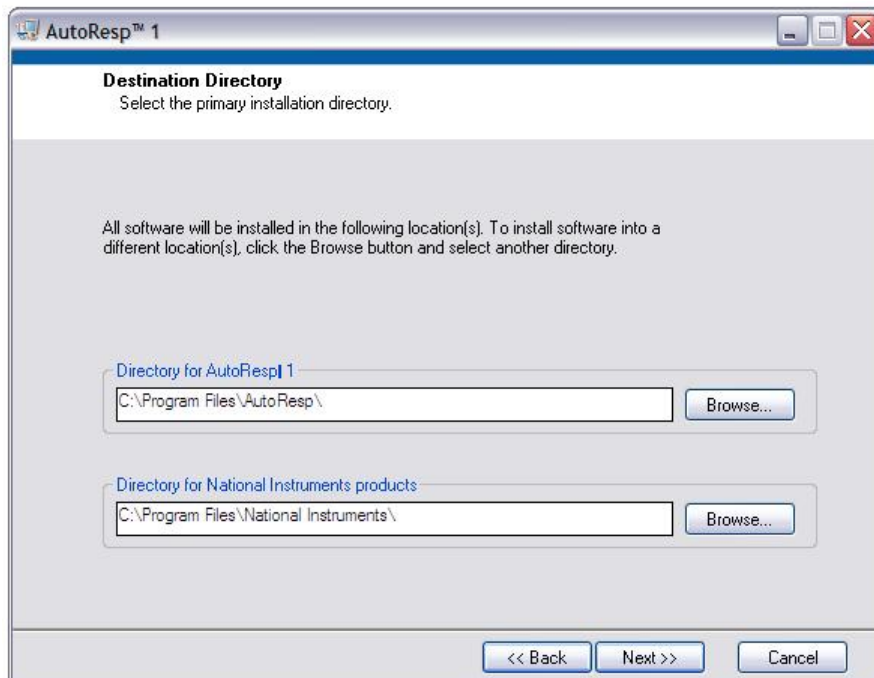 AutoResp™ 1
Destination Directory
Select the primary installation directory.
All software will be installed in the following location(s). To install software into a
different location(s), click the Browse button and select another directory.
Directory for AutoResp| 1
C:\Program Files\AutoResp\
Browse...
Directory for National Instruments products
C:\Program Files\National Instruments\
Browse...
<< Back
Next >>
Cancel